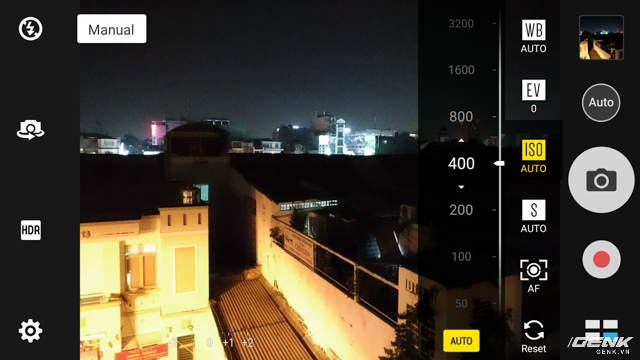 Manual
HDR
3200
1600
800
400
200
100
50
AUTO
0
+1
+2
WB
AUTO
EV
0
ISO
AUTO
S
AUTO
AF
Reset
Auto
GENK
GENK.VN